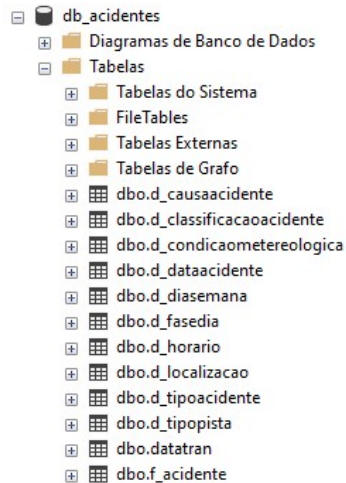 db_acidentes
Diagramas de Banco de Dados
Tabelas
Tabelas do Sistema
FileTables
Tabelas Externas
Tabelas de Grafo
dbo.d_causaacidente
dbo.d_classificacaoacidente
dbo.d_condicaometereologica
dbo.d_dataacidente
dbo.d_diasemana
dbo.d_fasedia
dbo.d_horario
dbo.d_localizacao
dbo.d_tipoacidente
dbo.d_tipopista
dbo.datatran
dbo.f_acidente